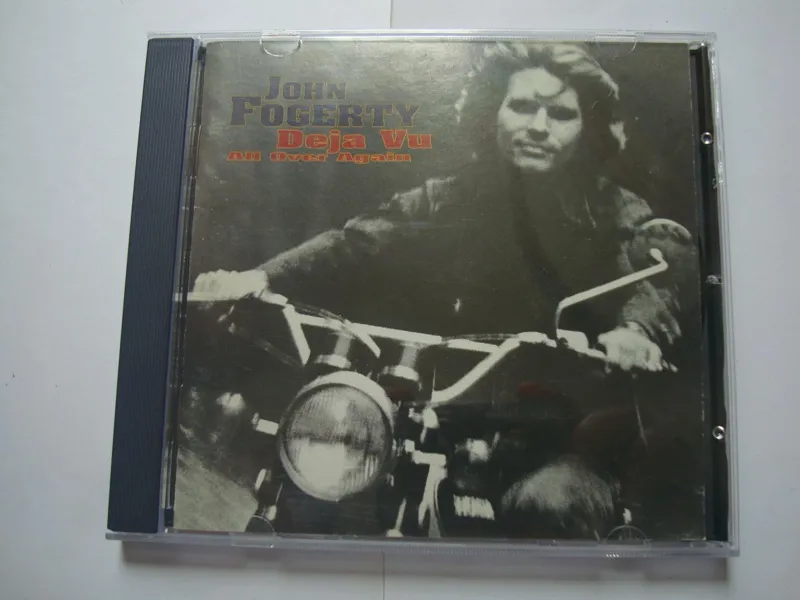 JOHN
FOGERTY
Deja Vu
All Over Again